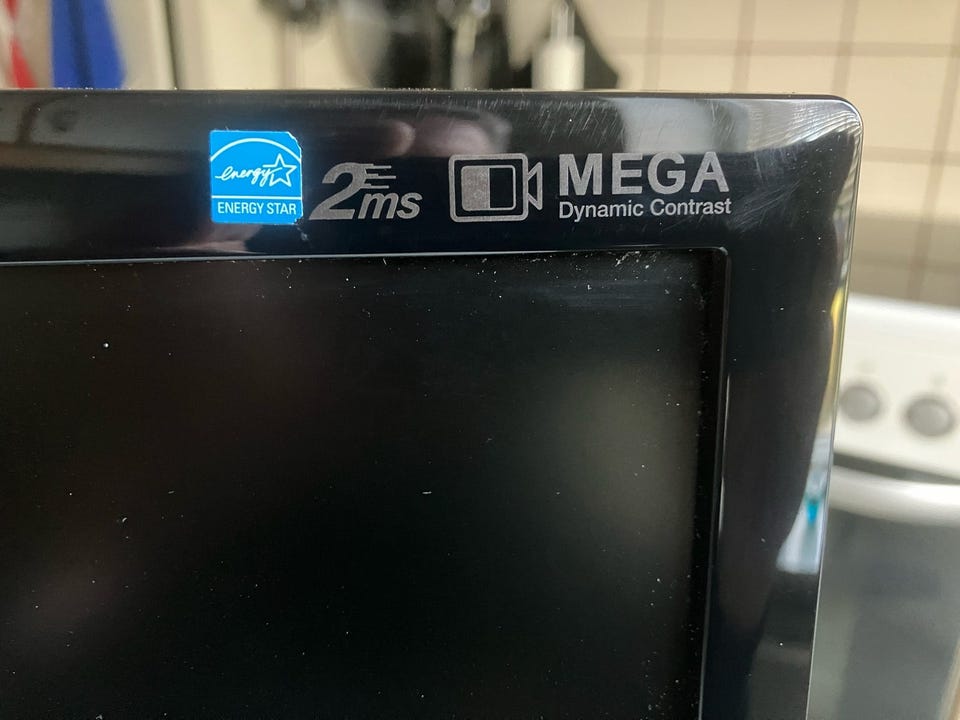 energy
ENERGY STAR
2ms
MEGA
Dynamic Contrast